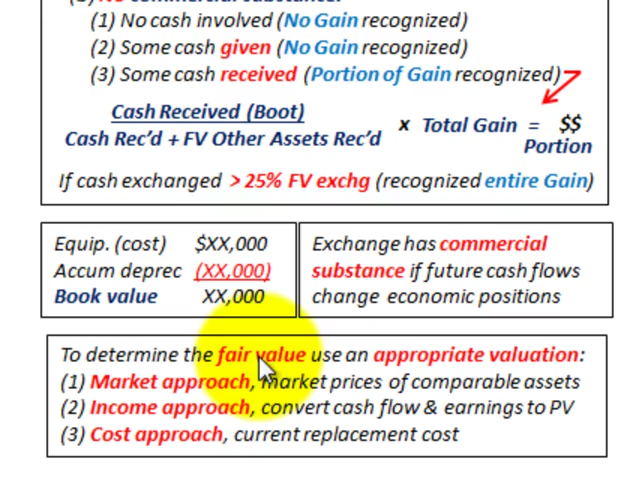 No commercial substance:
(1) No cash involved (No Gain recognized)
(2) Some cash given (No Gain recognized)
(3) Some cash received (Portion of Gain recognized)
Cash Received (Boot)
Cash Rec'd + FV Other Assets Rec'd
x Total Gain = $$
Portion
If cash exchanged > 25% FV exchg (recognized entire Gain)
Equip. (cost) $XX,000
Accum deprec (XX,000)
Book value XX,000
Exchange has commercial
substance if future cash flows
change economic positions
To determine the fair value use an appropriate valuation:
(1) Market approach, market prices of comparable assets
(2) Income approach, convert cash flow & earnings to PV
(3) Cost approach, current replacement cost